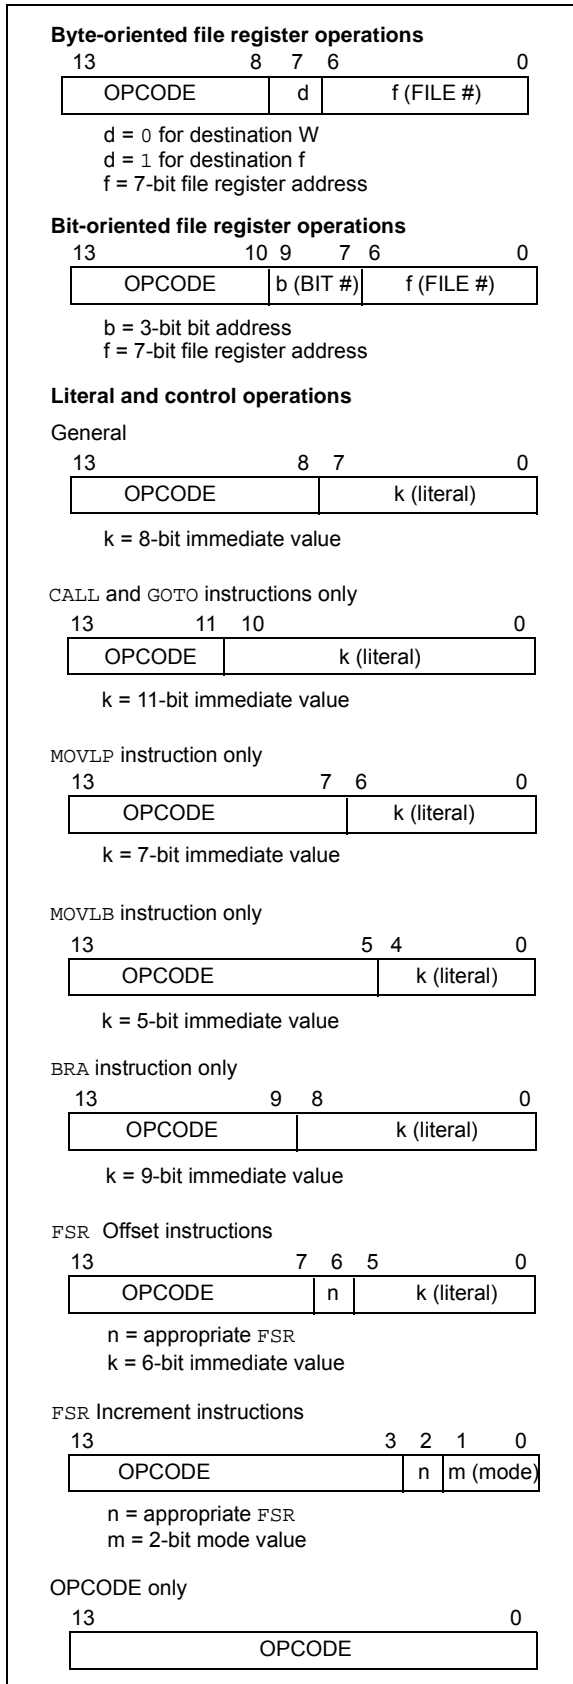 Byte-oriented file register operations
13 8 7 6 0
OPCODE d f (FILE #)
d = 0 for destination W
d = 1 for destination f
f = 7-bit file register address
Bit-oriented file register operations
13 10 9 7 6 0
OPCODE b (BIT #) f (FILE #)
b = 3-bit bit address
f = 7-bit file register address
Literal and control operations
General
13 8 7 0
OPCODE k (literal)
k = 8-bit immediate value
CALL and GOTO instructions only
13 11 10 0
OPCODE k (literal)
k = 11-bit immediate value
MOVLP instruction only
13 7 6 0
OPCODE k (literal)
k = 7-bit immediate value
MOVLB instruction only
13 5 4 0
OPCODE k (literal)
k = 5-bit immediate value
BRA instruction only
13 9 8 0
OPCODE k (literal)
k = 9-bit immediate value
FSR Offset instructions
13 7 6 5 0
OPCODE n k (literal)
n = appropriate FSR
k = 6-bit immediate value
FSR Increment instructions
13 3 2 1 0
OPCODE n m (mode)
n = appropriate FSR
m = 2-bit mode value
OPCODE only
13 0
OPCODE